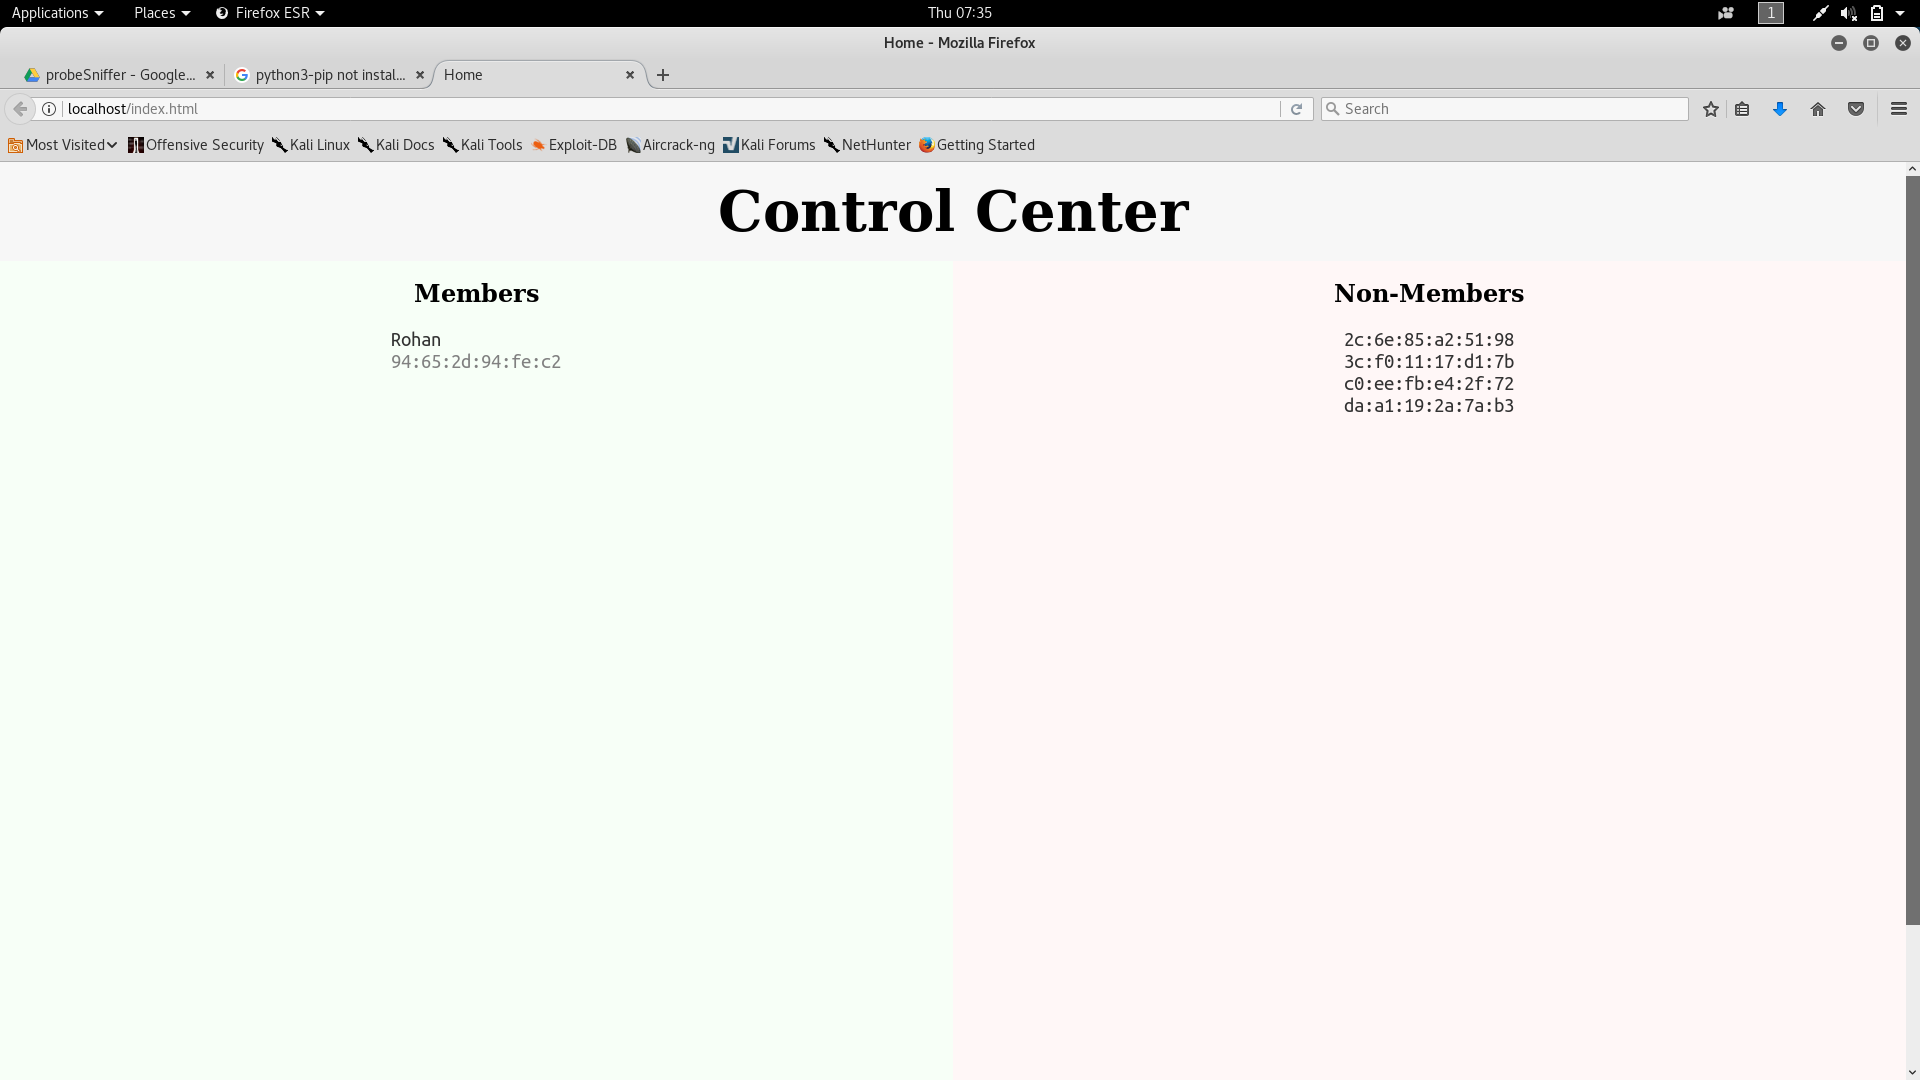 Applications Places Firefox ESR Thu 07:35 1
Home - Mozilla Firefox
probeSniffer - Google... python3-pip not instal... Home
localhost/index.html Search
Most Visited Offensive Security Kali Linux Kali Docs Kali Tools Exploit-DB Aircrack-ng Kali Forums NetHunter Getting Started
Control Center
Members
Rohan
94:65:2d:94:fe:c2
Non-Members
2c:6e:85:a2:51:98
3c:f0:11:17:d1:7b
c0:ee:fb:e4:2f:72
da:a1:19:2a:7a:b3